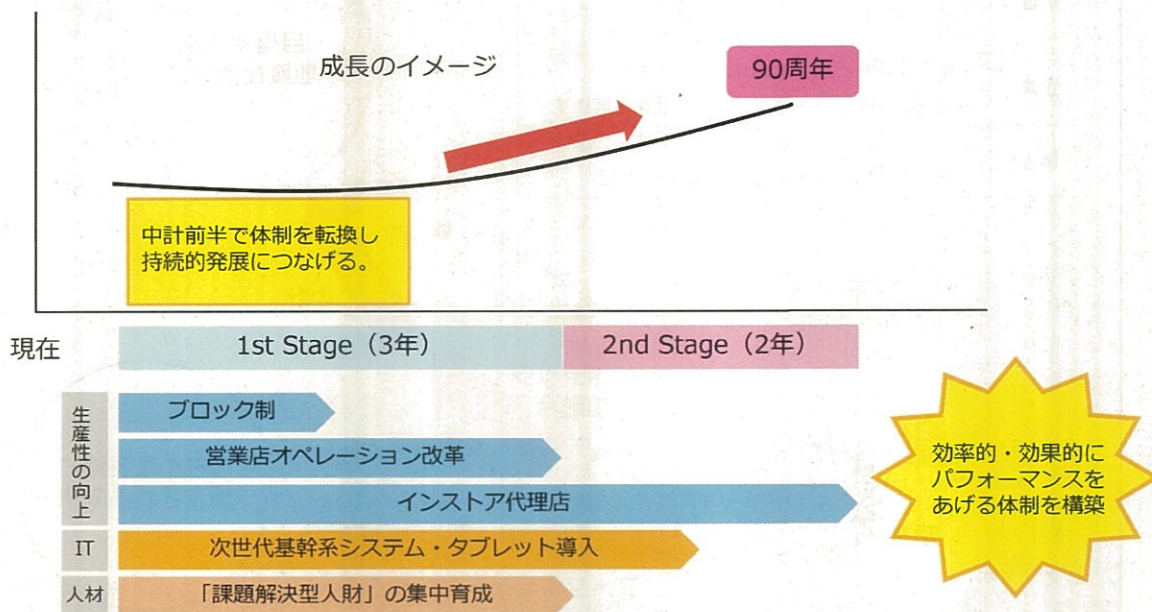 成長のイメージ
90周年
中計前半で体制を転換し
持続的発展につなげる。
現在
1st Stage（3年）
2nd Stage（2年）
生産性の向上
ブロック制
営業店オペレーション改革
インストア代理店
IT
次世代基幹系システム・タブレット導入
人材
「課題解決型人財」の集中育成
効率的・効果的に
パフォーマンスを
あげる体制を構築